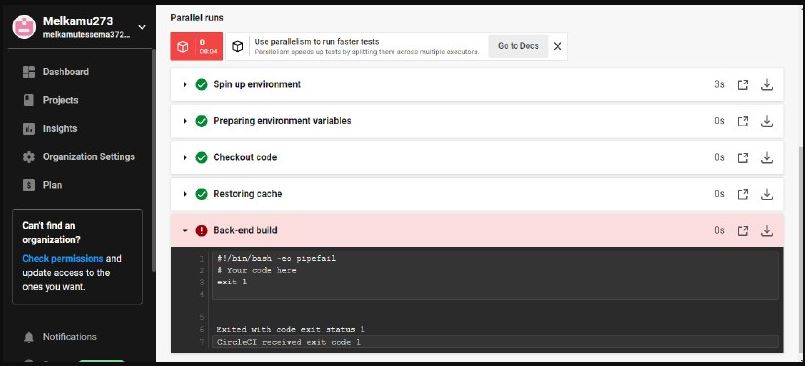 Melkamu273
melkamutessema372...
Dashboard
Projects
Insights
Organization Settings
Plan
Can't find an
organization?
Check permissions and
update access to the
ones you want.
Notifications
Parallel runs
0
00:04
Use parallelism to run faster tests
Parallelism speeds up tests by splitting them across multiple executors.
Go to Docs
Spin up environment 3s
Preparing environment variables 0s
Checkout code 0s
Restoring cache 0s
Back-end build 0s
1 #!/bin/bash -eo pipefail
2 # Your code here
3 exit 1
4
5
6 Exited with code exit status 1
7 CircleCI received exit code 1